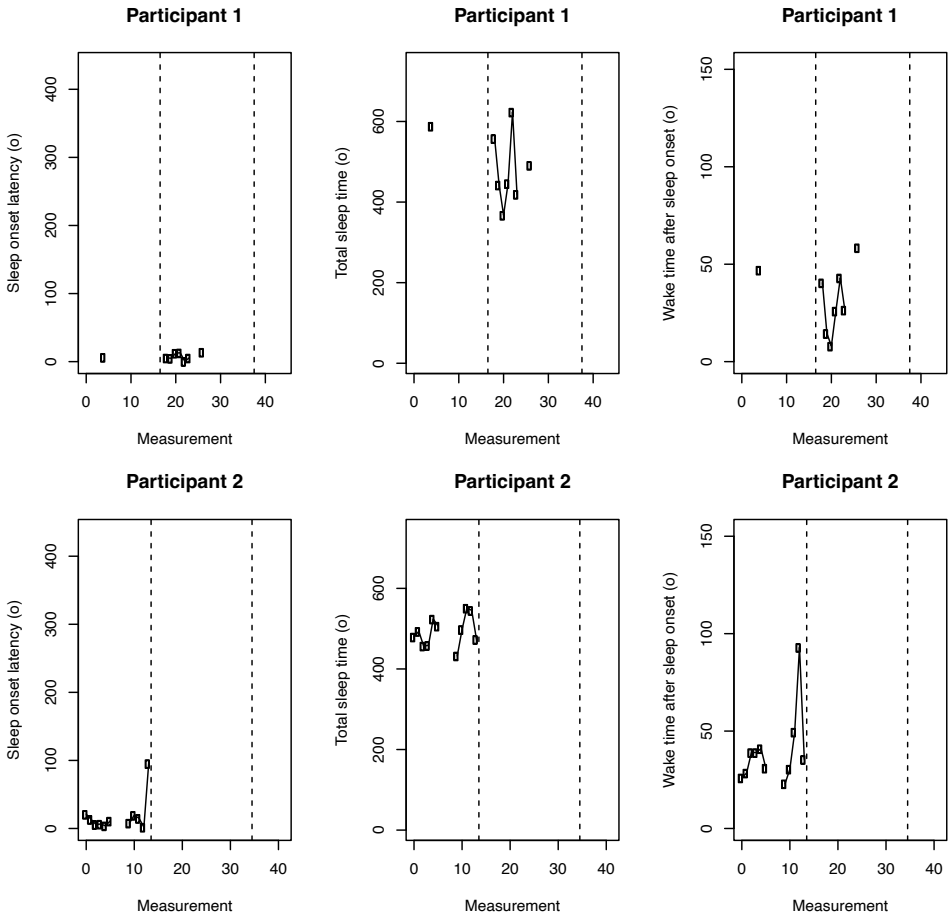 Participant 1
Participant 1
Participant 1
Sleep onset latency (o)
0 100 200 300 400
0 10 20 30 40
Measurement
Total sleep time (o)
0 200 400 600
0 10 20 30 40
Measurement
Wake time after sleep onset (o)
0 50 100 150
0 10 20 30 40
Measurement
Participant 2
Participant 2
Participant 2
Sleep onset latency (o)
0 100 200 300 400
0 10 20 30 40
Measurement
Total sleep time (o)
0 200 400 600
0 10 20 30 40
Measurement
Wake time after sleep onset (o)
0 50 100 150
0 10 20 30 40
Measurement